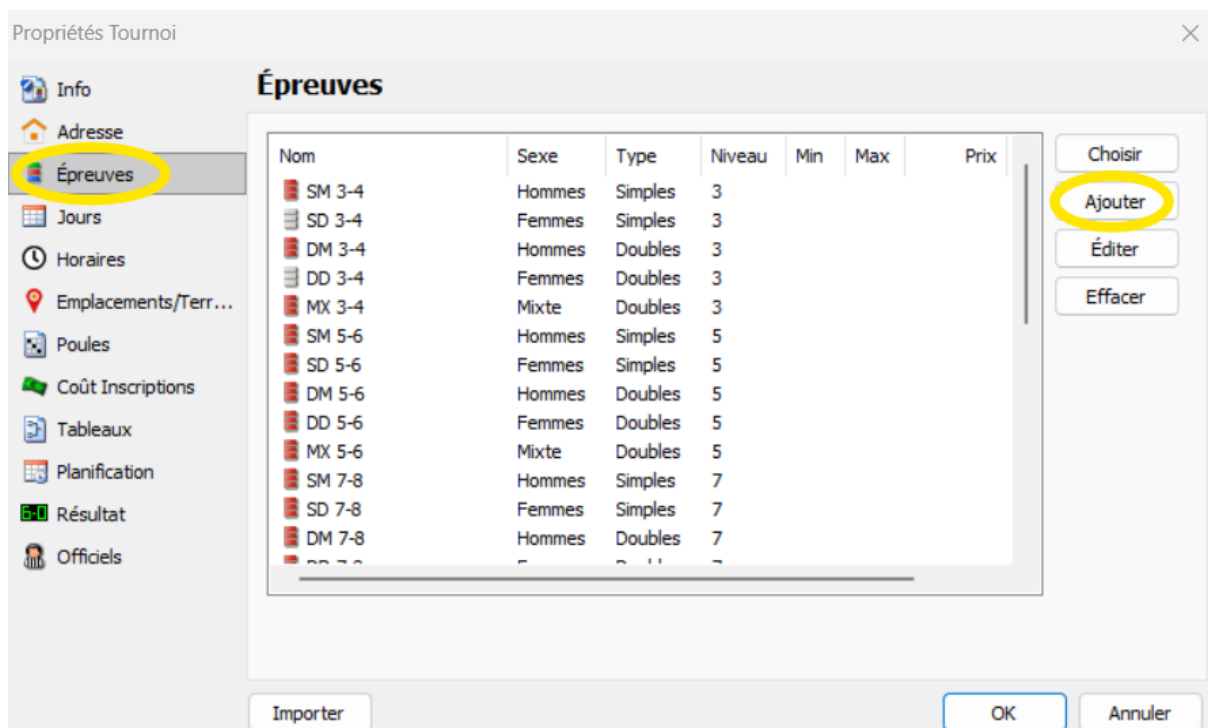 Propriétés Tournoi
Info
Adresse
Épreuves
Jours
Horaires
Emplacements/Terr...
Poules
Coût Inscriptions
Tableaux
Planification
Résultat
Officiels
Épreuves
Nom Sexe Type Niveau Min Max Prix
SM 3-4 Hommes Simples 3
SD 3-4 Femmes Simples 3
DM 3-4 Hommes Doubles 3
DD 3-4 Femmes Doubles 3
MX 3-4 Mixte Doubles 3
SM 5-6 Hommes Simples 5
SD 5-6 Femmes Simples 5
DM 5-6 Hommes Doubles 5
DD 5-6 Femmes Doubles 5
MX 5-6 Mixte Doubles 5
SM 7-8 Hommes Simples 7
SD 7-8 Femmes Simples 7
DM 7-8 Hommes Doubles 7
Choisir
Ajouter
Éditer
Effacer
Importer
OK
Annuler